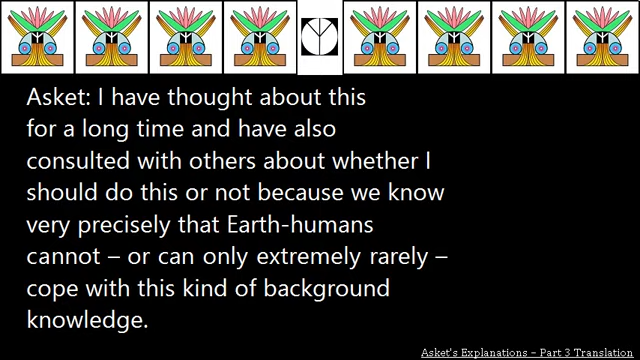 Asket: I have thought about this
for a long time and have also
consulted with others about whether I
should do this or not because we know
very precisely that Earth-humans
cannot – or can only extremely rarely –
cope with this kind of background
knowledge.
Asket's Explanations – Part 3 Translation